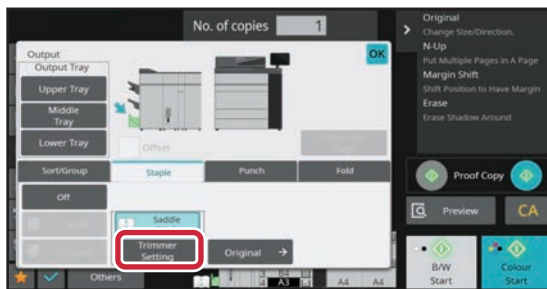 No. of copies 1
Output
OK
Output Tray
Upper Tray
Middle
Tray
Lower Tray
Offset
Sort/Group
Staple
Punch
Fold
Off
Saddle
Trimmer
Setting
Original →
Others
A3
A4
A4
> Original
Change Size/Direction.
N-Up
Put Multiple Pages in A Page
Margin Shift
Shift Position to Have Margin
Erase
Erase Shadow Around
Proof Copy
Preview
CA
B/W
Start
Colour
Start